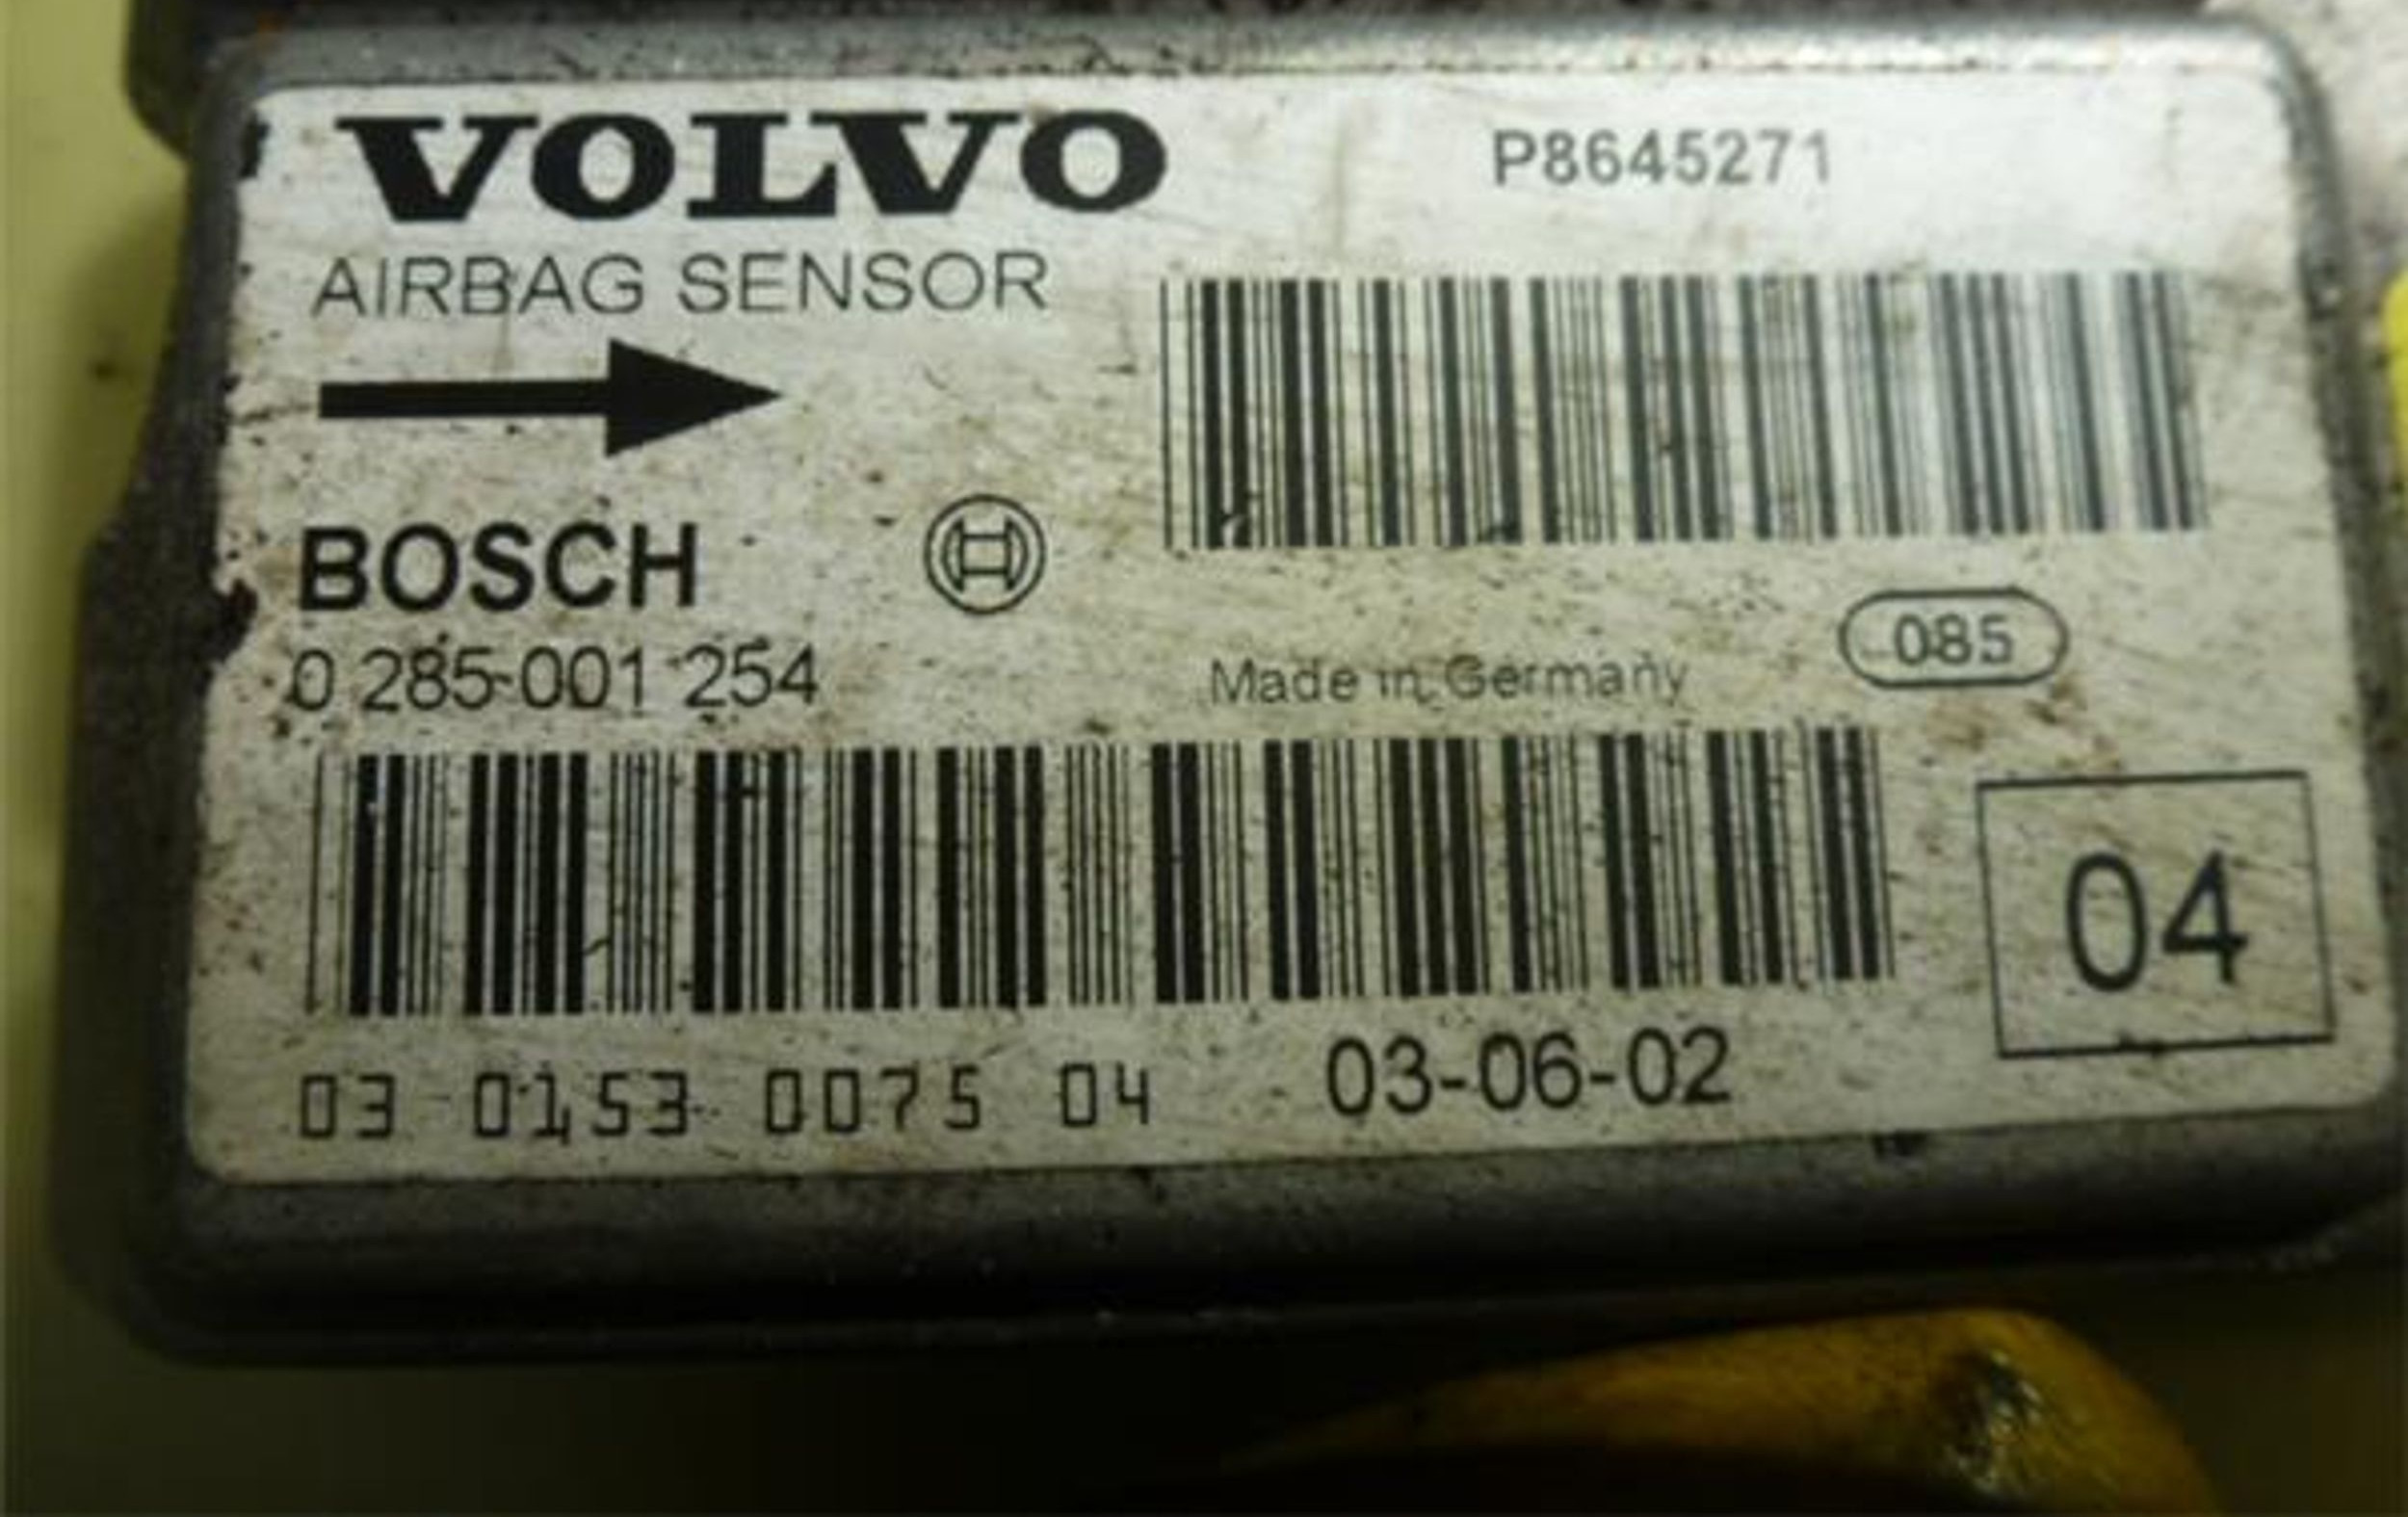 VOLVO
P8645271
AIRBAG SENSOR
BOSCH
0 285 001 254
Made in Germany
085
04
03 0153 0075 04
03-06-02